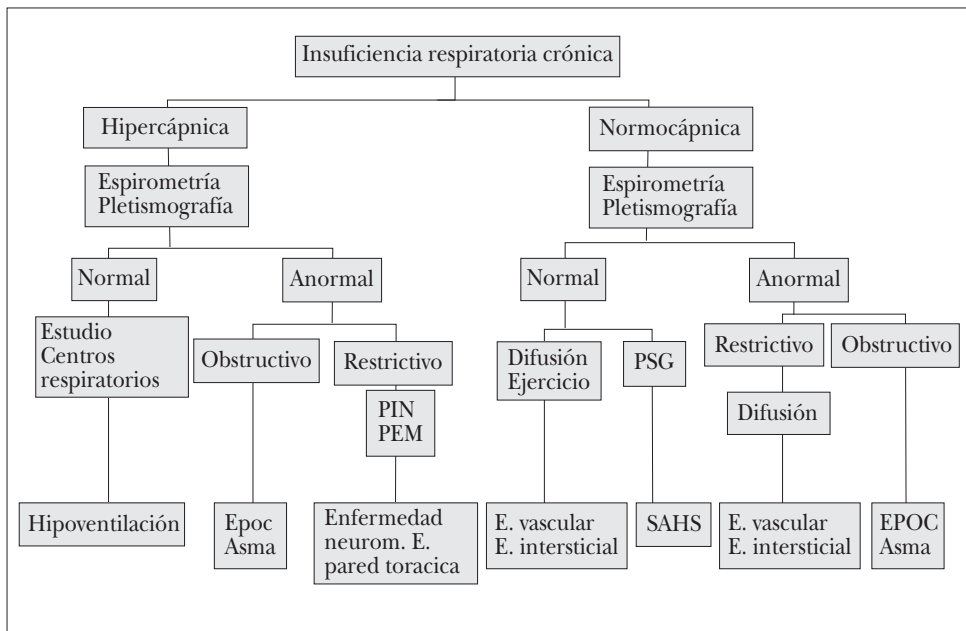 Insuficiencia respiratoria crónica
Hipercápnica
Normocápnica
Espirometría
Pletismografía
Espirometría
Pletismografía
Normal
Anormal
Normal
Anormal
Estudio
Centros
respiratorios
Obstructivo
Restrictivo
Difusión
Ejercicio
PSG
Restrictivo
Obstructivo
PIN
PEM
Difusión
Hipoventilación
Epoc
Asma
Enfermedad
neurom. E.
pared toracica
E. vascular
E. intersticial
SAHS
E. vascular
E. intersticial
EPOC
Asma